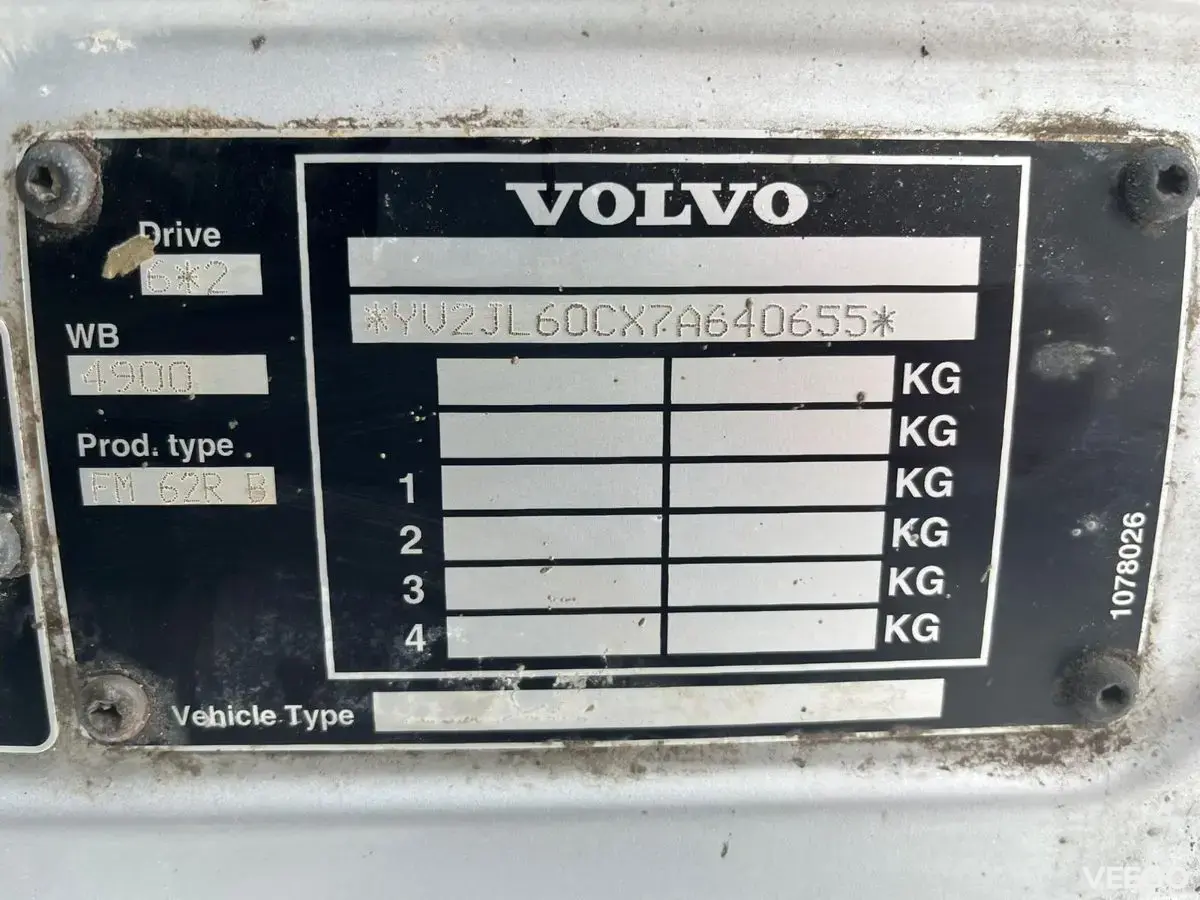 VOLVO
Drive
6*2
*YV2JL60CX7A640655*
WB
4900
KG
KG
Prod. type
FM 62R B
1 KG
2 KG
3 KG
4 KG
1078026
Vehicle Type